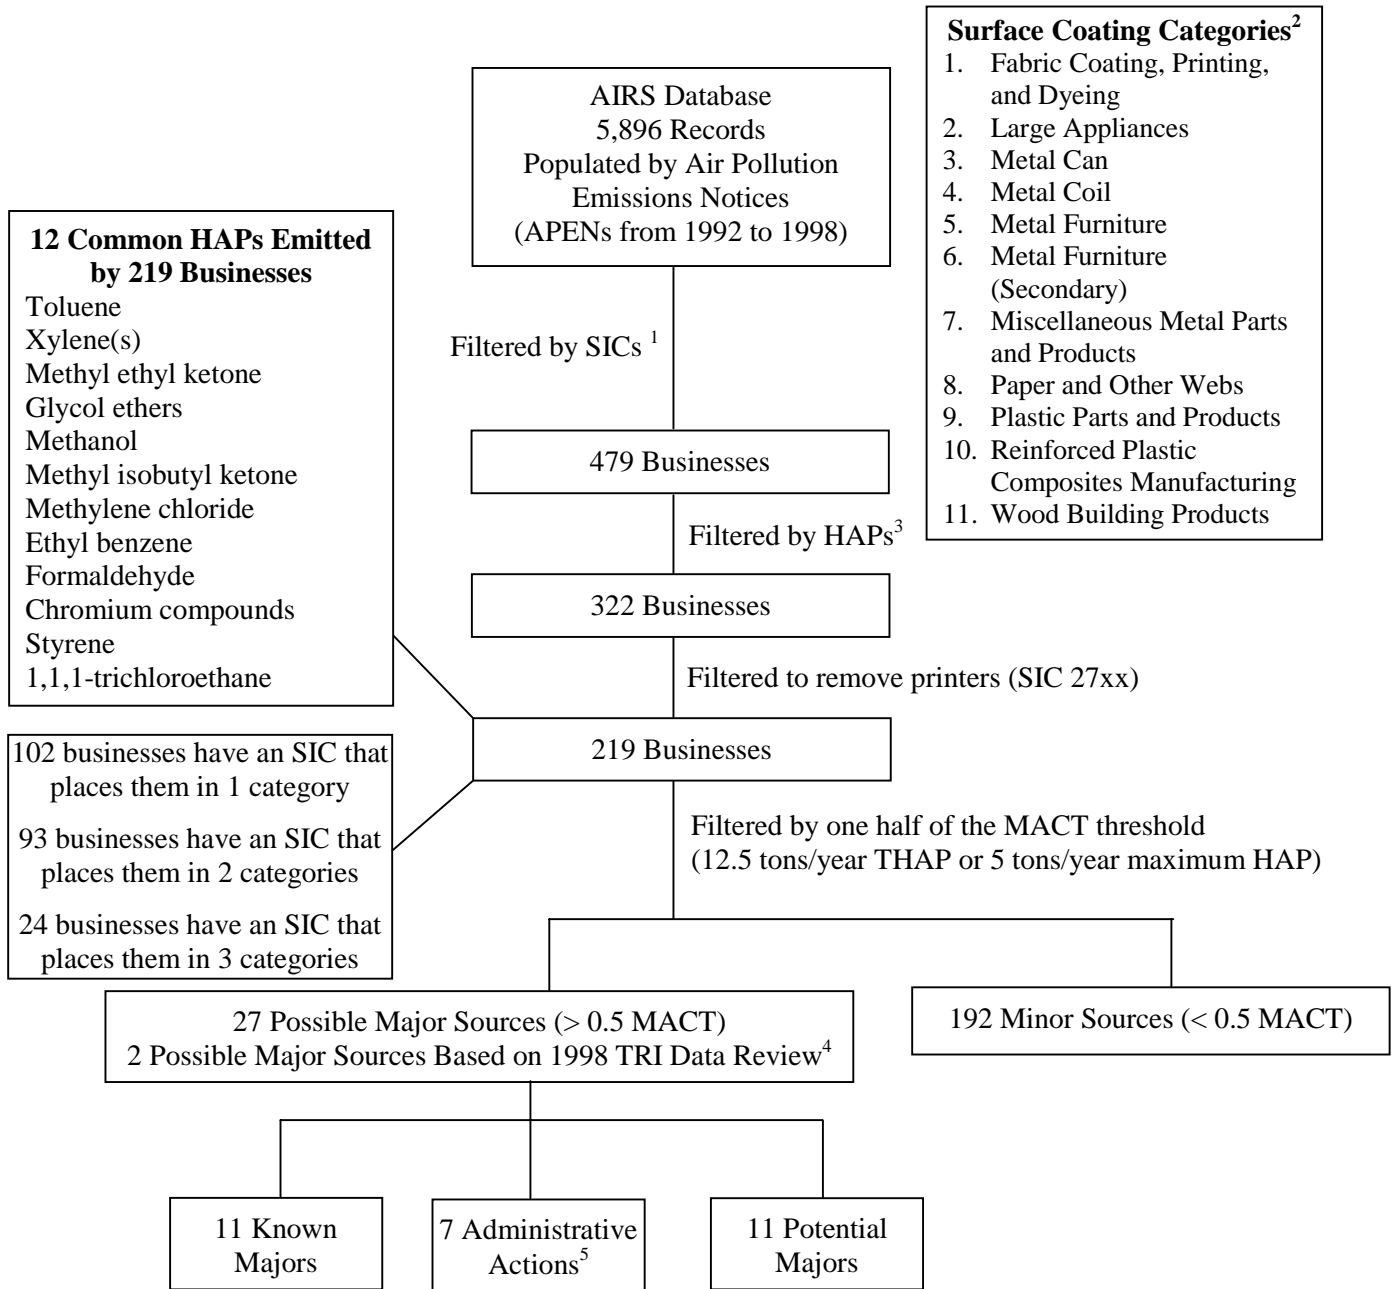 Surface Coating Categories²
1. Fabric Coating, Printing,
and Dyeing
2. Large Appliances
3. Metal Can
4. Metal Coil
5. Metal Furniture
6. Metal Furniture
(Secondary)
7. Miscellaneous Metal Parts
and Products
8. Paper and Other Webs
9. Plastic Parts and Products
10. Reinforced Plastic
Composites Manufacturing
11. Wood Building Products
AIRS Database
5,896 Records
Populated by Air Pollution
Emissions Notices
(APENs from 1992 to 1998)
12 Common HAPs Emitted
by 219 Businesses
Toluene
Xylene(s)
Methyl ethyl ketone
Glycol ethers
Methanol
Methyl isobutyl ketone
Methylene chloride
Ethyl benzene
Formaldehyde
Chromium compounds
Styrene
1,1,1-trichloroethane
Filtered by SICs ¹
479 Businesses
Filtered by HAPs³
322 Businesses
Filtered to remove printers (SIC 27xx)
219 Businesses
102 businesses have an SIC that
places them in 1 category
93 businesses have an SIC that
places them in 2 categories
24 businesses have an SIC that
places them in 3 categories
Filtered by one half of the MACT threshold
(12.5 tons/year THAP or 5 tons/year maximum HAP)
27 Possible Major Sources (> 0.5 MACT)
2 Possible Major Sources Based on 1998 TRI Data Review⁴
192 Minor Sources (< 0.5 MACT)
11 Known
Majors
7 Administrative
Actions⁵
11 Potential
Majors